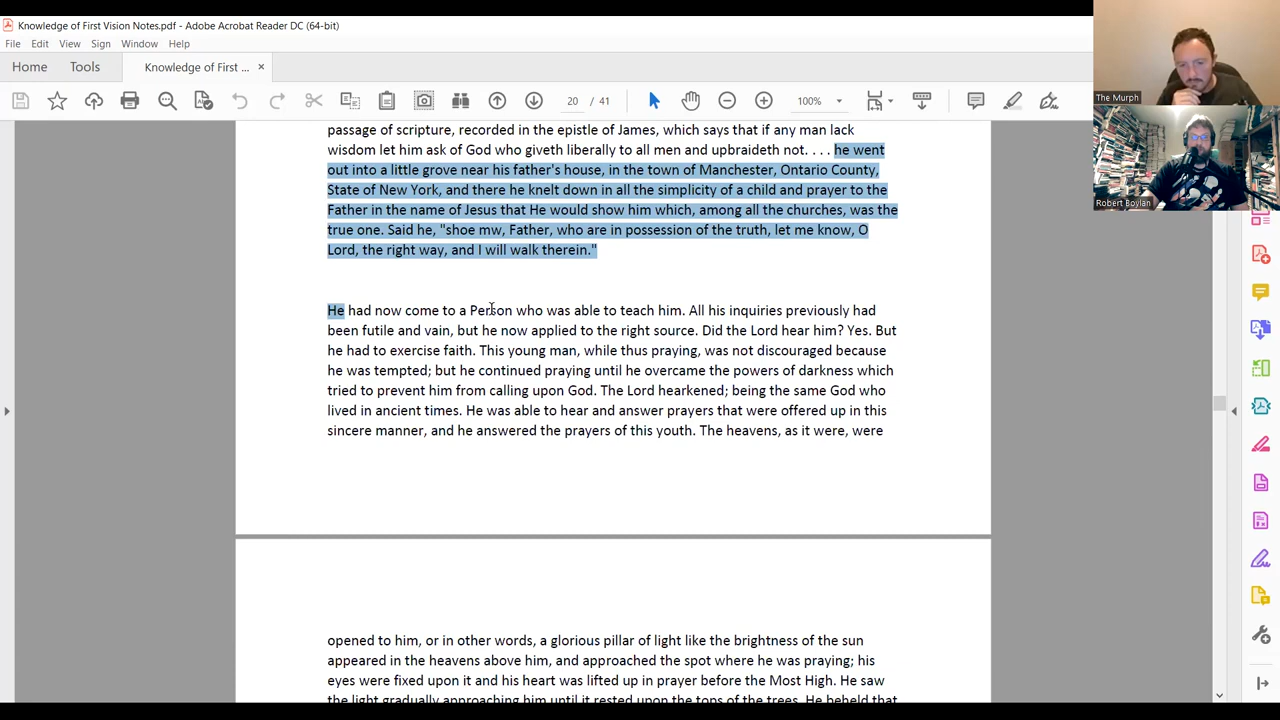 Knowledge of First Vision Notes.pdf - Adobe Acrobat Reader DC (64-bit)
File Edit View Sign Window Help
Home Tools Knowledge of First ... ×
20 / 41 100%
The Murph
Robert Boylan
passage of scripture, recorded in the epistle of James, which says that if any man lack
wisdom let him ask of God who giveth liberally to all men and upbraideth not. . . . he went
out into a little grove near his father's house, in the town of Manchester, Ontario County,
State of New York, and there he knelt down in all the simplicity of a child and prayer to the
Father in the name of Jesus that He would show him which, among all the churches, was the
true one. Said he, "shoe mw, Father, who are in possession of the truth, let me know, O
Lord, the right way, and I will walk therein."
He had now come to a Person who was able to teach him. All his inquiries previously had
been futile and vain, but he now applied to the right source. Did the Lord hear him? Yes. But
he had to exercise faith. This young man, while thus praying, was not discouraged because
he was tempted; but he continued praying until he overcame the powers of darkness which
tried to prevent him from calling upon God. The Lord hearkened; being the same God who
lived in ancient times. He was able to hear and answer prayers that were offered up in this
sincere manner, and he answered the prayers of this youth. The heavens, as it were, were
opened to him, or in other words, a glorious pillar of light like the brightness of the sun
appeared in the heavens above him, and approached the spot where he was praying; his
eyes were fixed upon it and his heart was lifted up in prayer before the Most High. He saw
the light gradually approaching him until it rested upon the tops of the trees. He beheld that